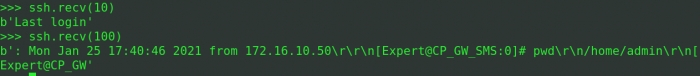 >>> ssh.recv(10)
b'Last login'
>>> ssh.recv(100)
b': Mon Jan 25 17:40:46 2021 from 172.16.10.50\r\r\n[Expert@CP_GW_SMS:0]# pwd\r\n/home/admin\r\n[
Expert@CP_GW'